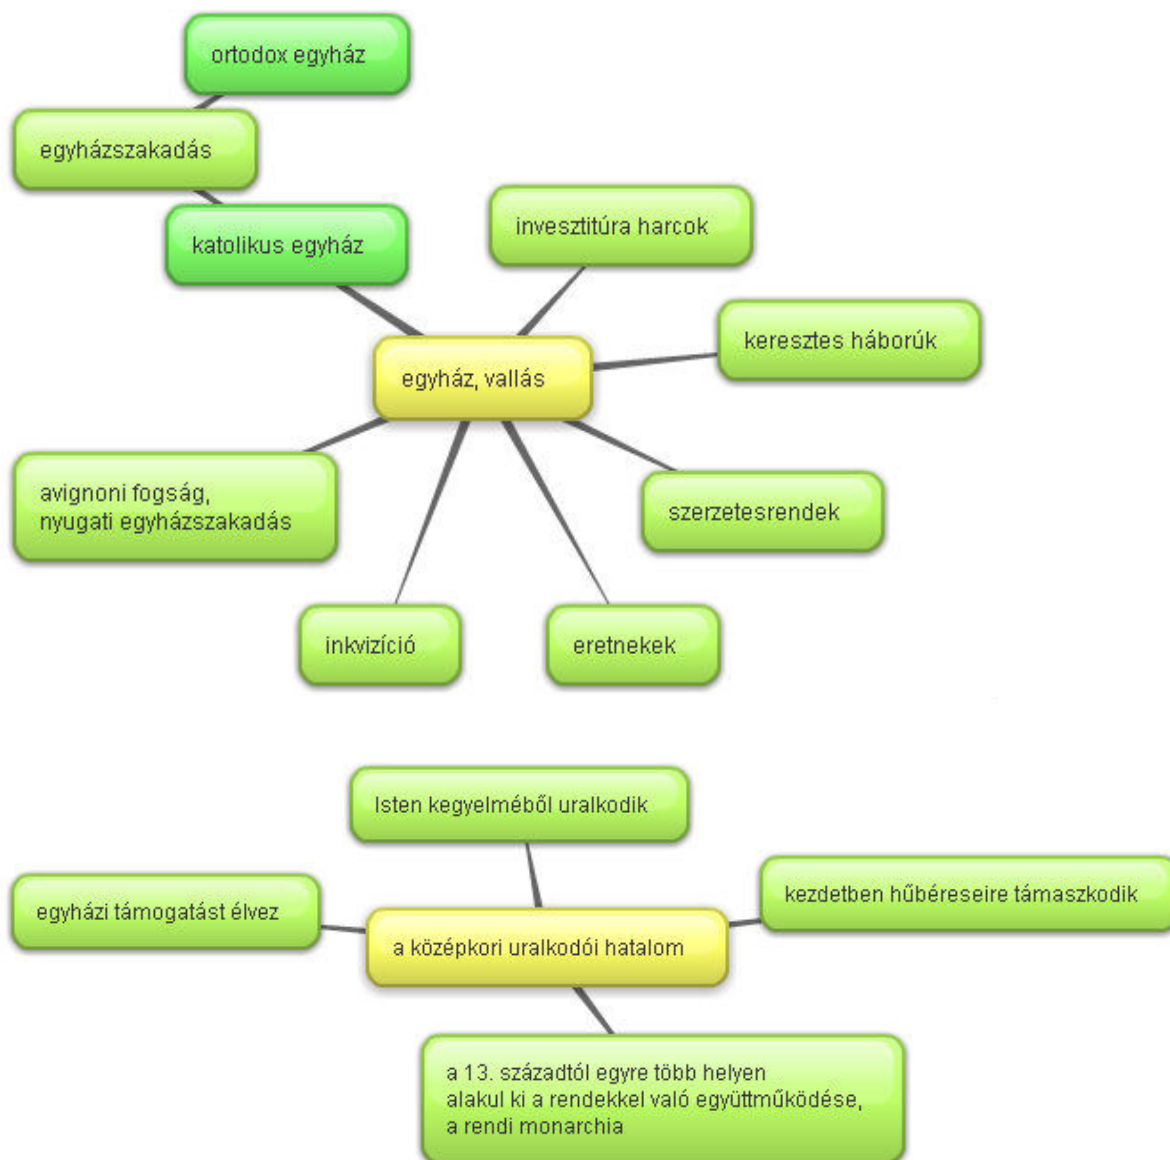 ortodox egyház
egyházszakadás
katolikus egyház
invesztitúra harcok
keresztes háborúk
egyház, vallás
avignoni fogság,
nyugati egyházszakadás
szerzetesrendek
inkvizíció
eretnekek
Isten kegyelméből uralkodik
egyházi támogatást élvez
kezdetben hűbéreseire támaszkodik
a középkori uralkodói hatalom
a 13. századtól egyre több helyen
alakul ki a rendekkel való együttműködése,
a rendi monarchia